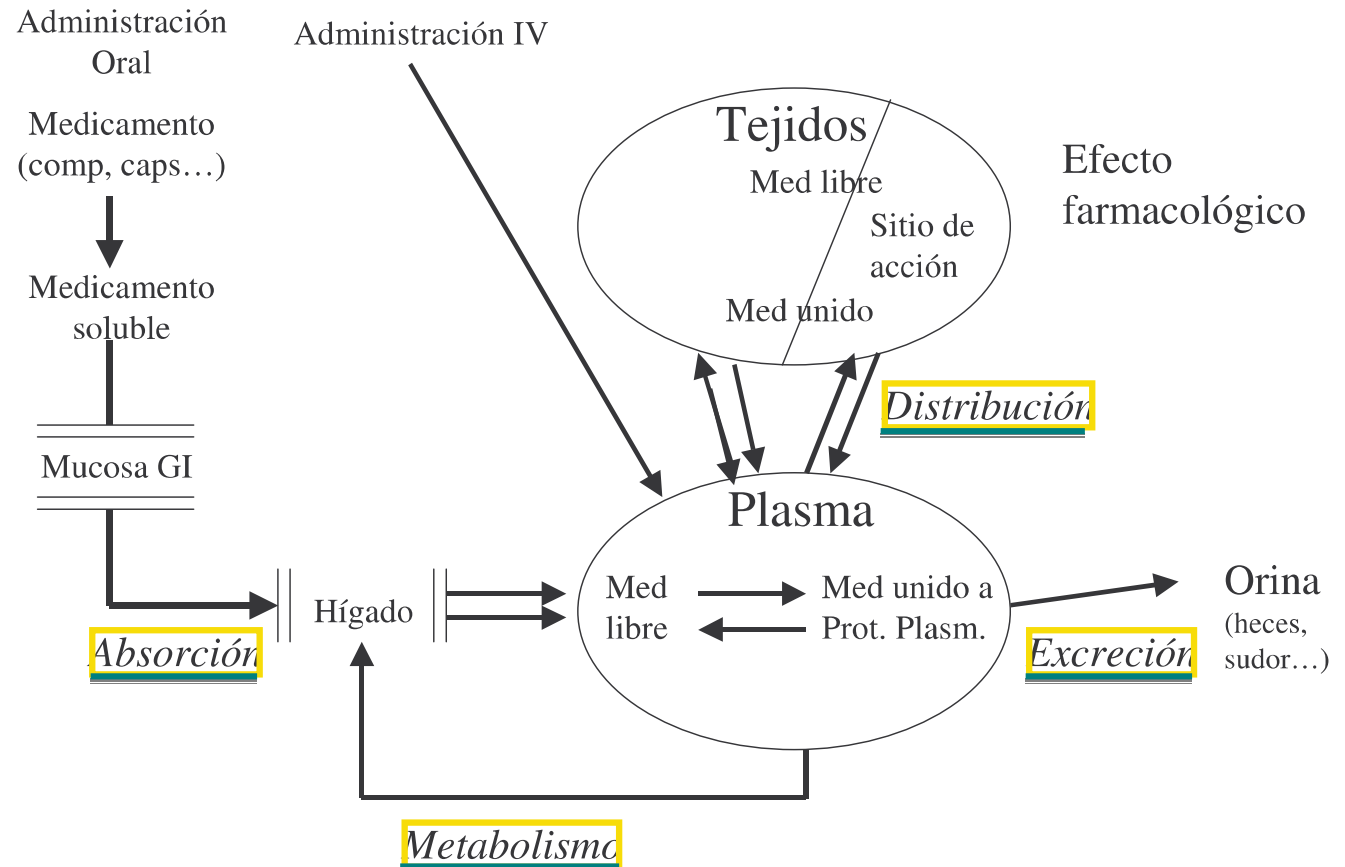 Administración
Oral
Administración IV
Medicamento
(comp, caps…)
Medicamento
soluble
Mucosa GI
Absorción
Hígado
Tejidos
Med libre
Sitio de
acción
Med unido
Efecto
farmacológico
Distribución
Plasma
Med
libre
Med unido a
Prot. Plasm.
Excreción
Orina
(heces,
sudor…)
Metabolismo